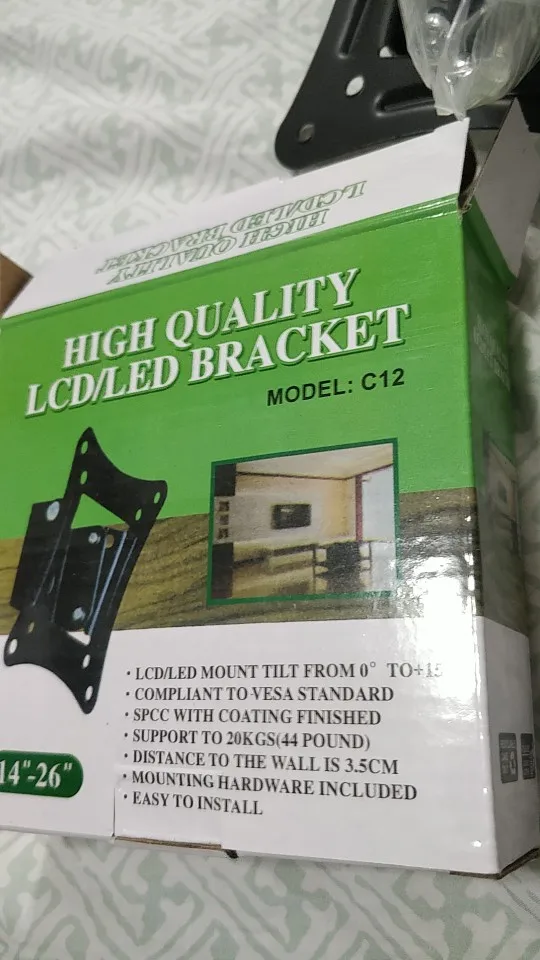 HIGH QUALITY
LCD/LED BRACKET
HIGH QUALITY
LCD/LED BRACKET
MODEL: C12
· LCD/LED MOUNT TILT FROM 0° TO+15
· COMPLIANT TO VESA STANDARD
· SPCC WITH COATING FINISHED
· SUPPORT TO 20KGS(44 POUND)
· DISTANCE TO THE WALL IS 3.5CM
· MOUNTING HARDWARE INCLUDED
· EASY TO INSTALL
14"-26"